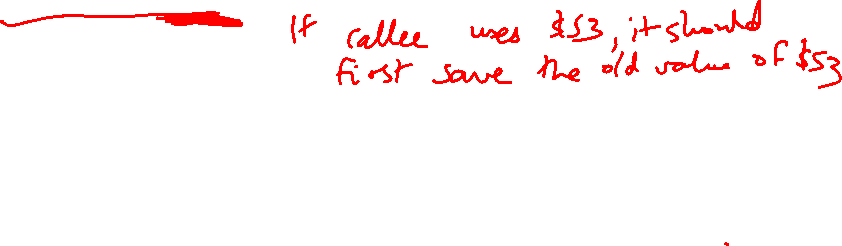 If callee uses $S3, it should
first save the old value of $S3